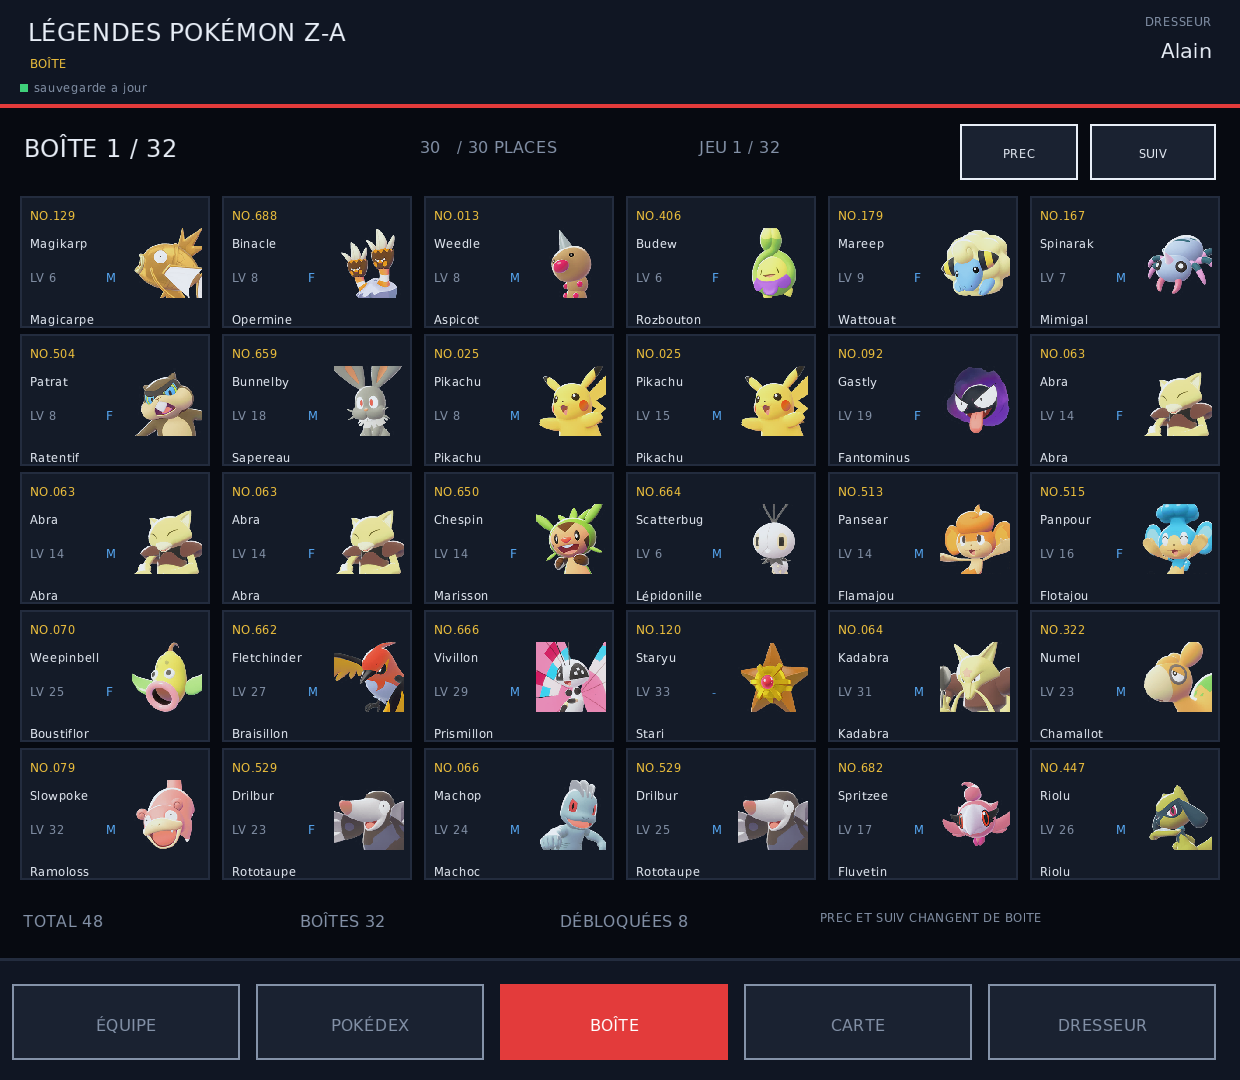 LÉGENDES POKÉMON Z-A
DRESSEUR
Alain
BOÎTE
sauvegarde a jour
BOÎTE 1 / 32
30 / 30 PLACES
JEU 1 / 32
PREC
SUIV
NO.129
Magikarp
LV 6 M
Magicarpe
NO.688
Binacle
LV 8 F
Opermine
NO.013
Weedle
LV 8 M
Aspicot
NO.406
Budew
LV 6 F
Rozbouton
NO.179
Mareep
LV 9 F
Wattouat
NO.167
Spinarak
LV 7 M
Mimigal
NO.504
Patrat
LV 8 F
Ratentif
NO.659
Bunnelby
LV 18 M
Sapereau
NO.025
Pikachu
LV 8 M
Pikachu
NO.025
Pikachu
LV 15 M
Pikachu
NO.092
Gastly
LV 19 F
Fantominus
NO.063
Abra
LV 14 F
Abra
NO.063
Abra
LV 14 M
Abra
NO.063
Abra
LV 14 F
Abra
NO.650
Chespin
LV 14 F
Marisson
NO.664
Scatterbug
LV 6 M
Lépidonille
NO.513
Pansear
LV 14 M
Flamajou
NO.515
Panpour
LV 16 F
Flotajou
NO.070
Weepinbell
LV 25 F
Boustiflor
NO.662
Fletchinder
LV 27 M
Braisillon
NO.666
Vivillon
LV 29 M
Prismillon
NO.120
Staryu
LV 33 -
Stari
NO.064
Kadabra
LV 31 M
Kadabra
NO.322
Numel
LV 23 M
Chamallot
NO.079
Slowpoke
LV 32 M
Ramoloss
NO.529
Drilbur
LV 23 F
Rototaupe
NO.066
Machop
LV 24 M
Machoc
NO.529
Drilbur
LV 25 M
Rototaupe
NO.682
Spritzee
LV 17 M
Fluvetin
NO.447
Riolu
LV 26 M
Riolu
TOTAL 48
BOÎTES 32
DÉBLOQUÉES 8
PREC ET SUIV CHANGENT DE BOITE
ÉQUIPE
POKÉDEX
BOÎTE
CARTE
DRESSEUR